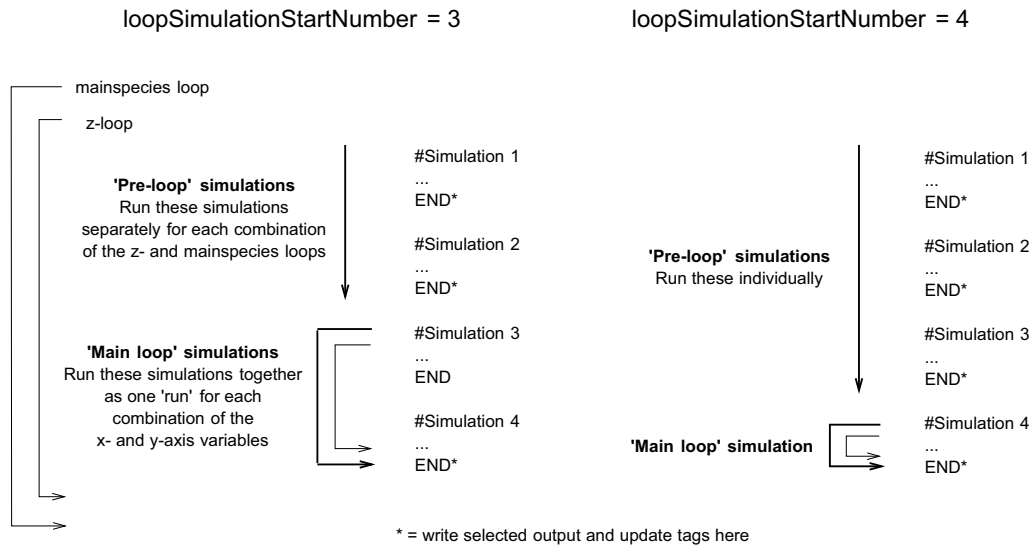 loopSimulationStartNumber = 3
loopSimulationStartNumber = 4
mainspecies loop
z-loop
'Pre-loop' simulations
Run these simulations
separately for each combination
of the z- and mainspecies loops
#Simulation 1
...
END*
#Simulation 2
...
END*
'Main loop' simulations
Run these simulations together
as one 'run' for each
combination of the
x- and y-axis variables
#Simulation 3
...
END
#Simulation 4
...
END*
'Pre-loop' simulations
Run these individually
#Simulation 1
...
END*
#Simulation 2
...
END*
#Simulation 3
...
END*
'Main loop' simulation
#Simulation 4
...
END*
* = write selected output and update tags here